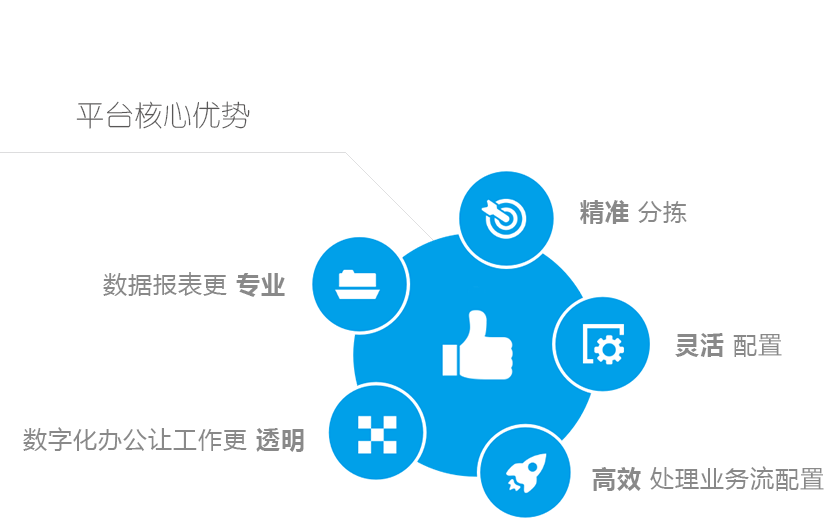 平台核心优势
精准 分拣
数据报表更 专业
灵活 配置
数字化办公让工作更 透明
高效 处理业务流配置